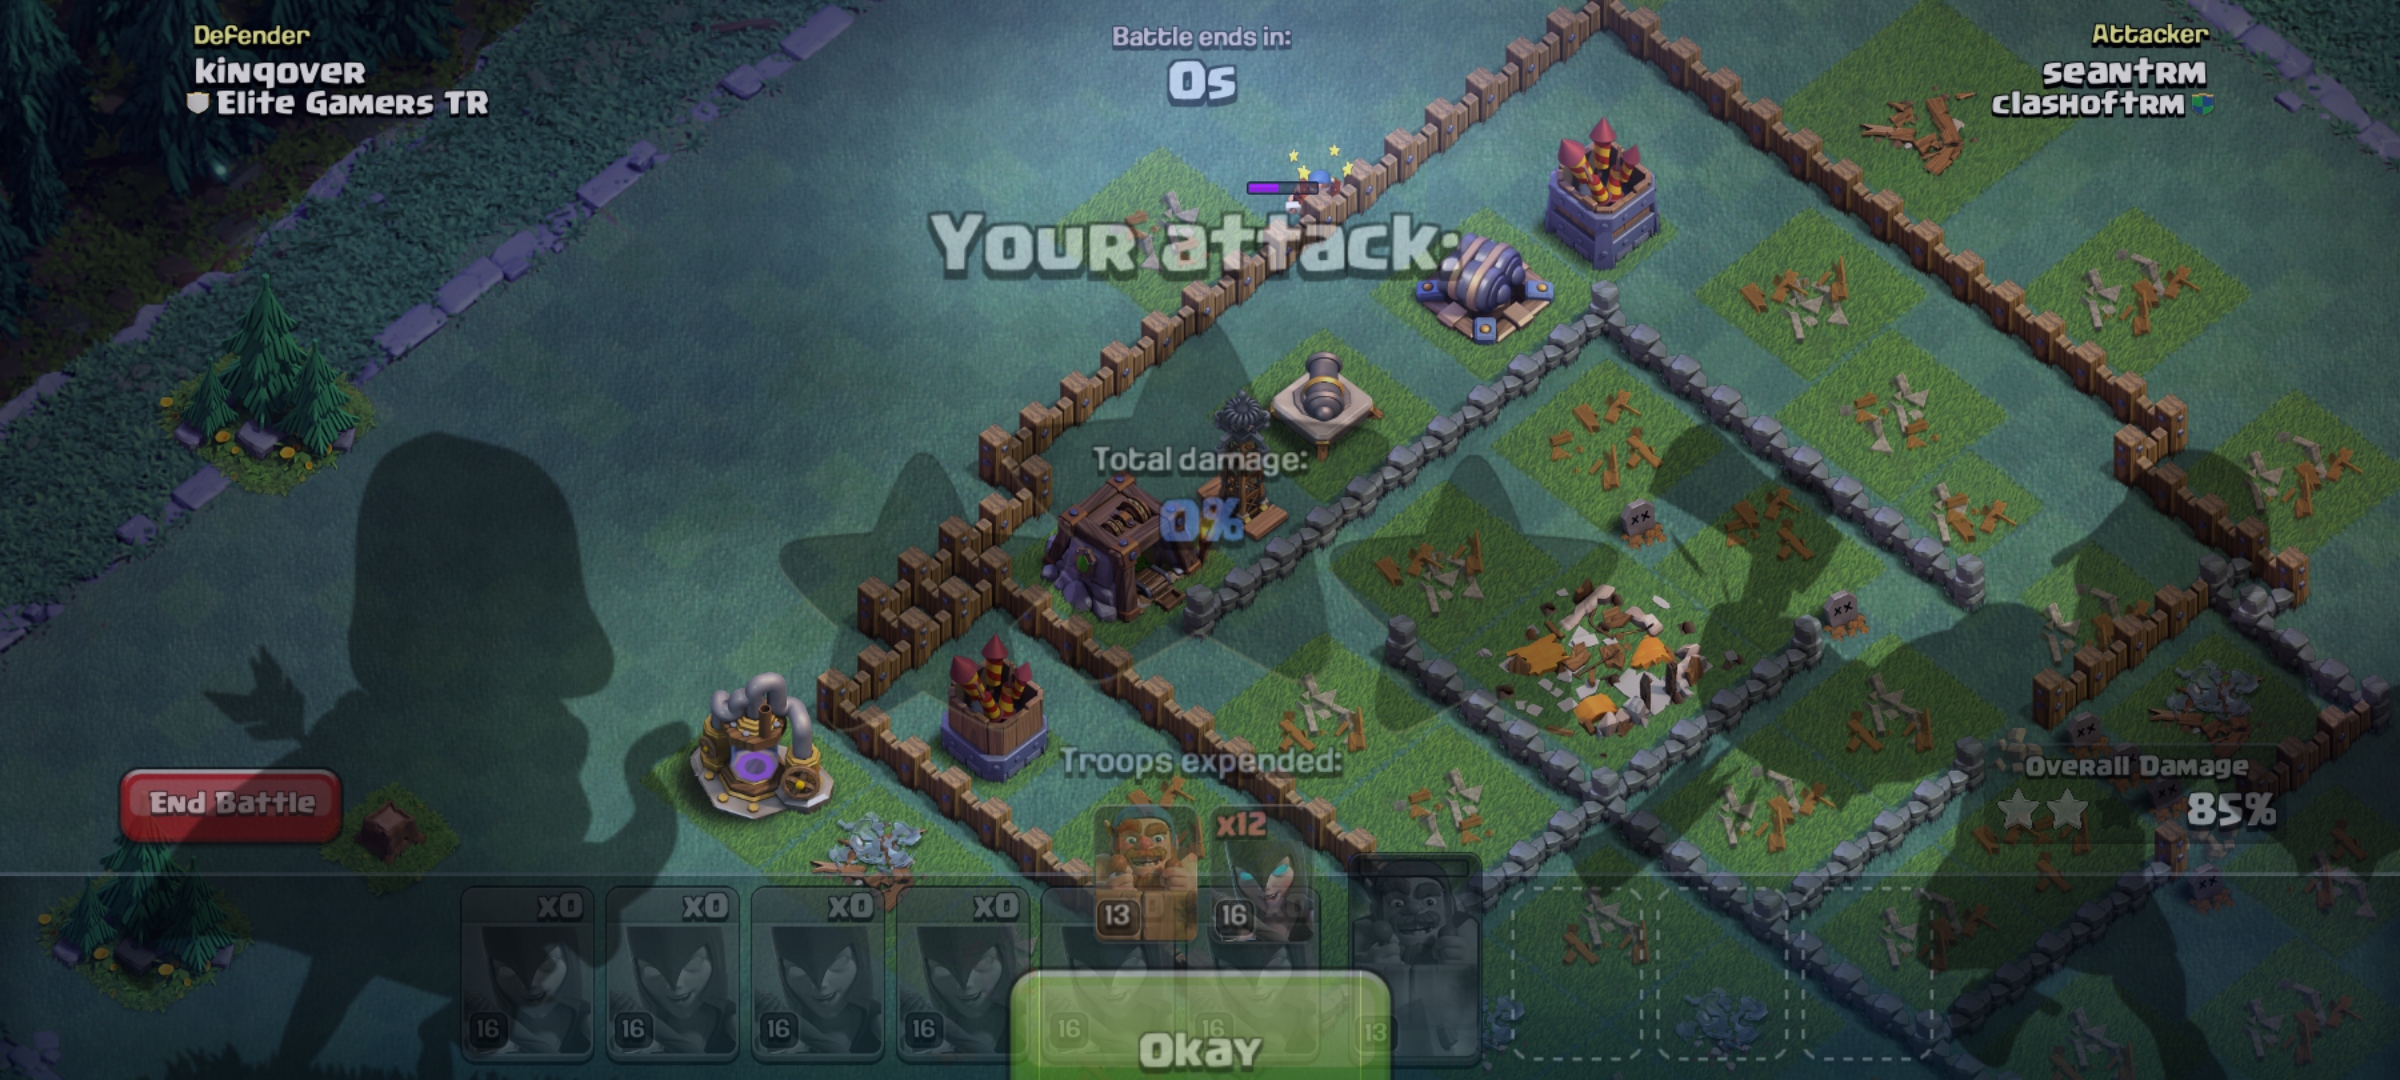 Defender
kinqover
Elite Gamers TR
Battle ends in:
0s
Attacker
seantrm
clashoftrm
Your attack:
Total damage:
0%
Troops expended:
x12
13
16
End Battle
Overall Damage
85%
x0
x0
x0
x0
16
16
16
16
16
16
13
Okay